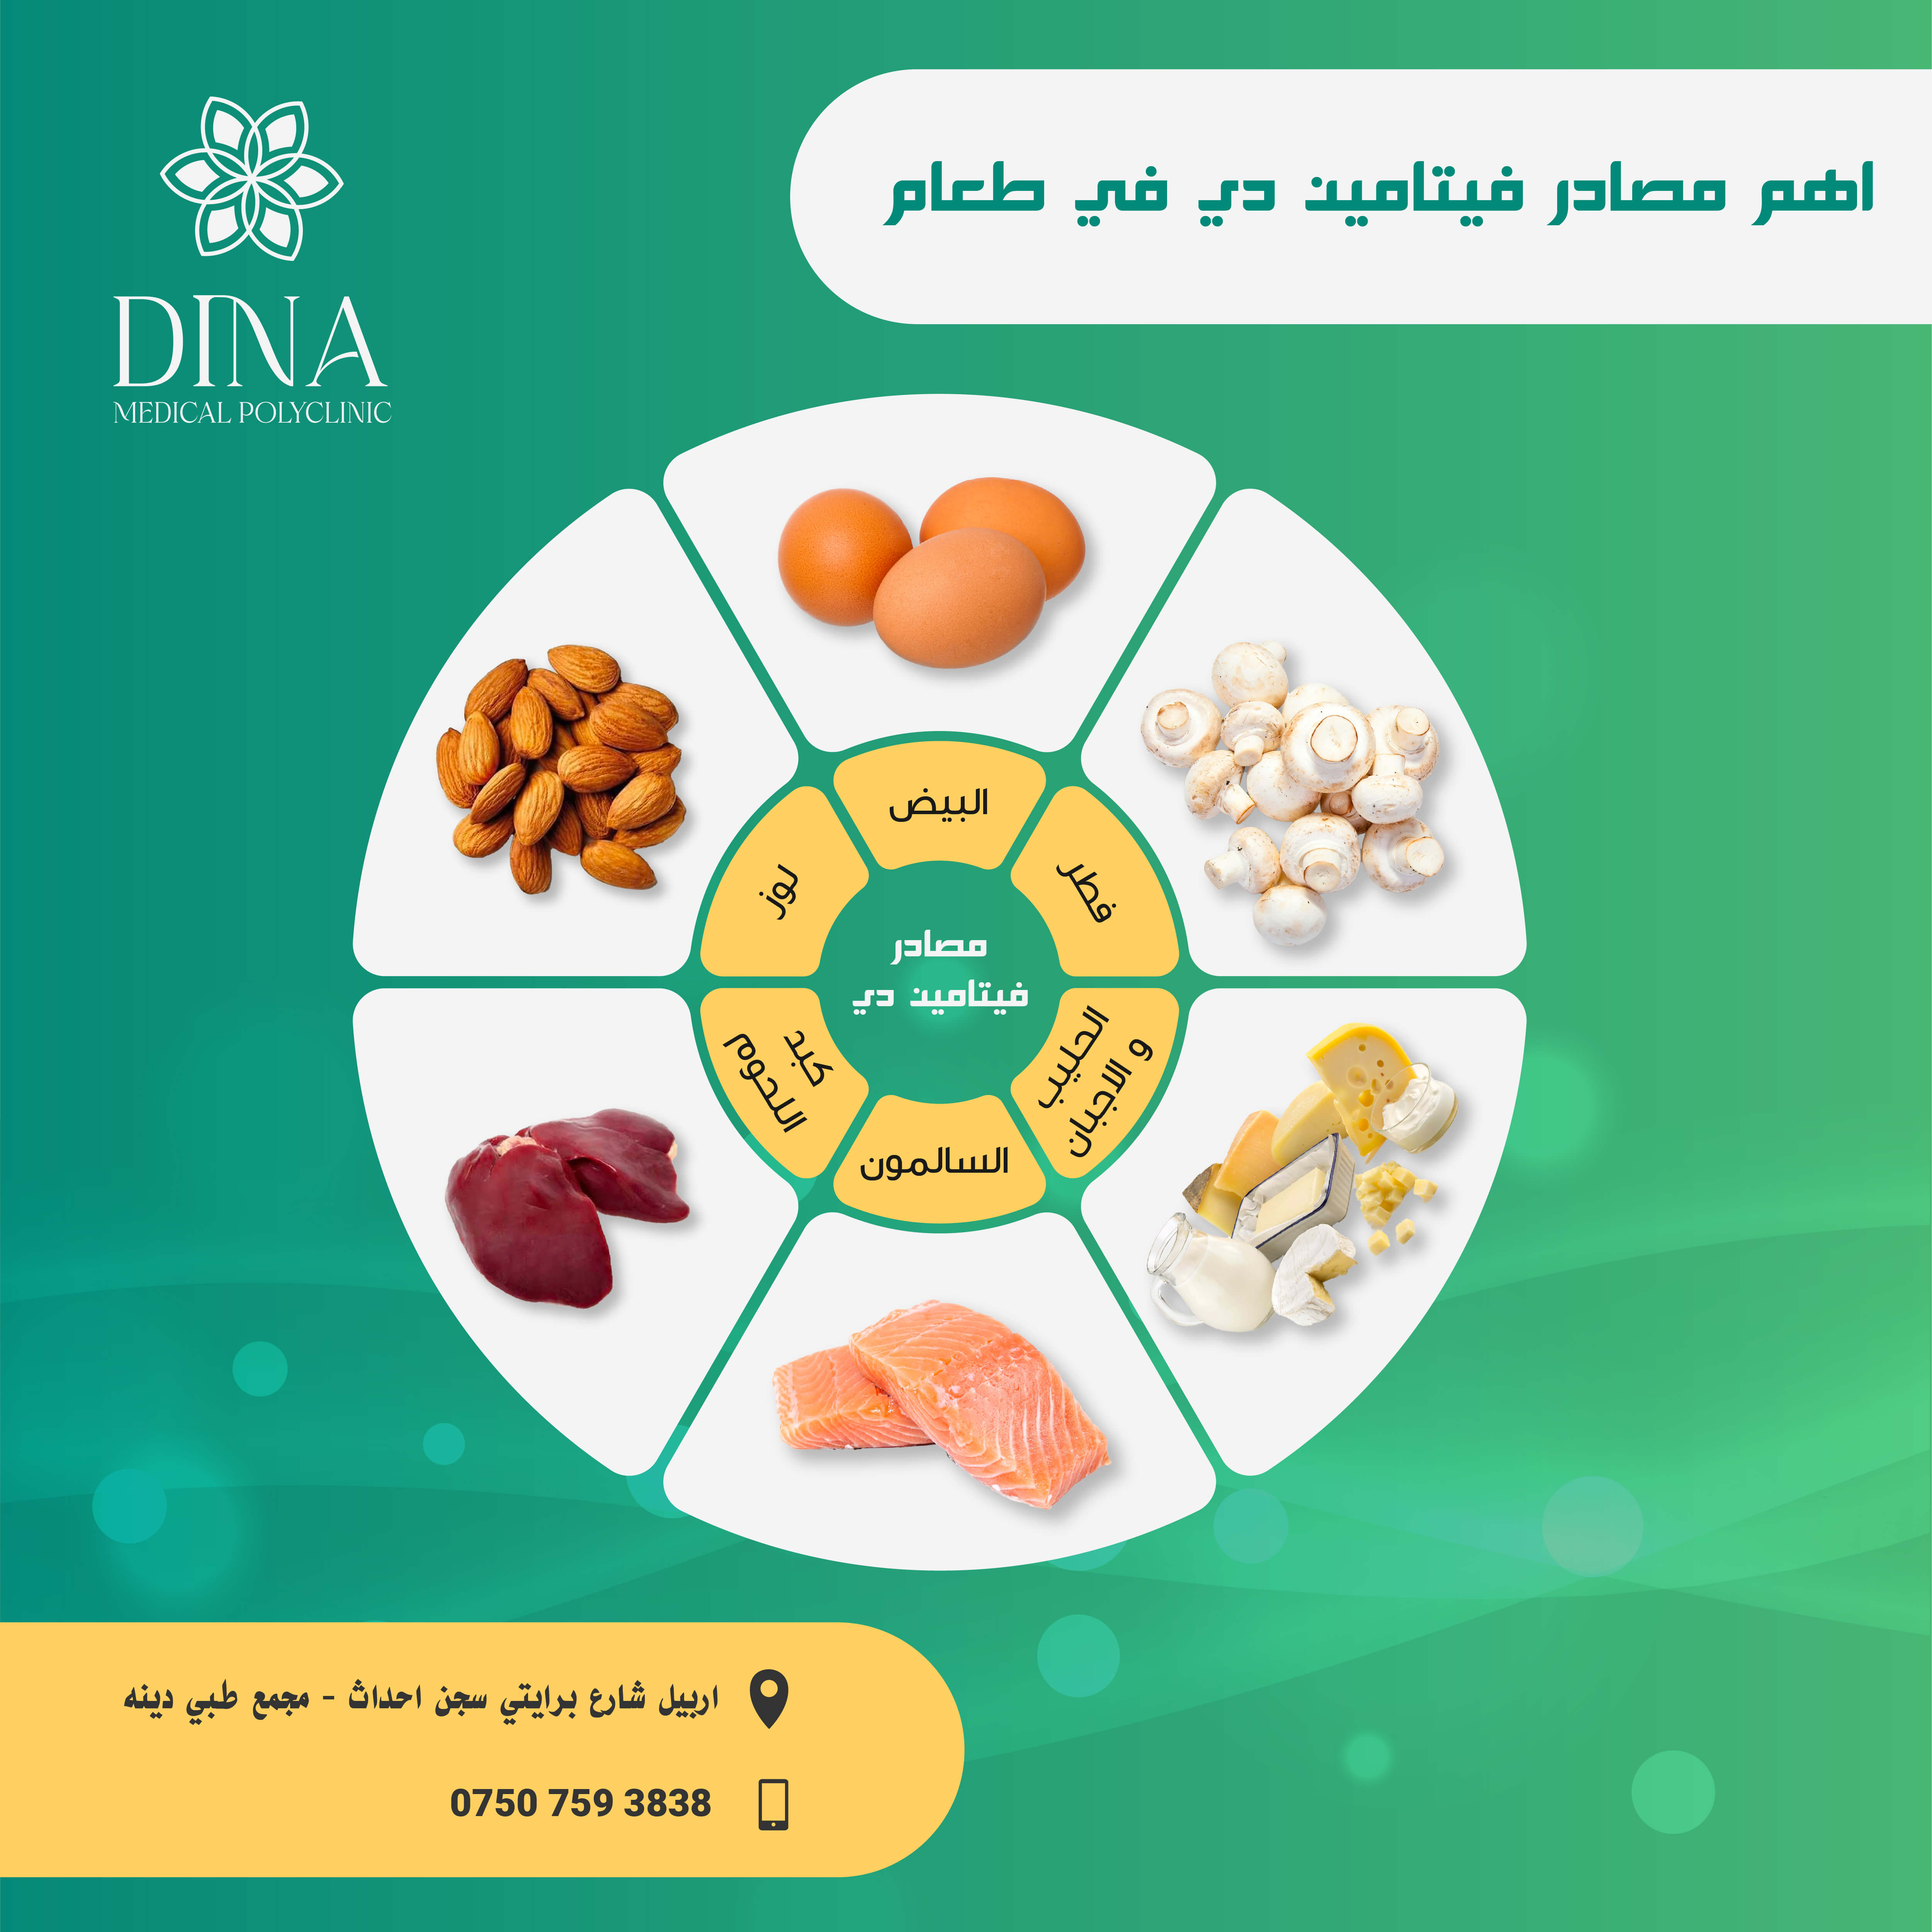 اهم مصادر فيتامين دي في طعام
DINA
MEDICAL POLYCLINIC
البيض
فطر
الحليب
و الاجبان
السالمون
كبد
اللحوم
لوز
مصادر
فيتامين دي
اربيل شارع برايتي سجن احداث - مجمع طبي دينه
0750 759 3838